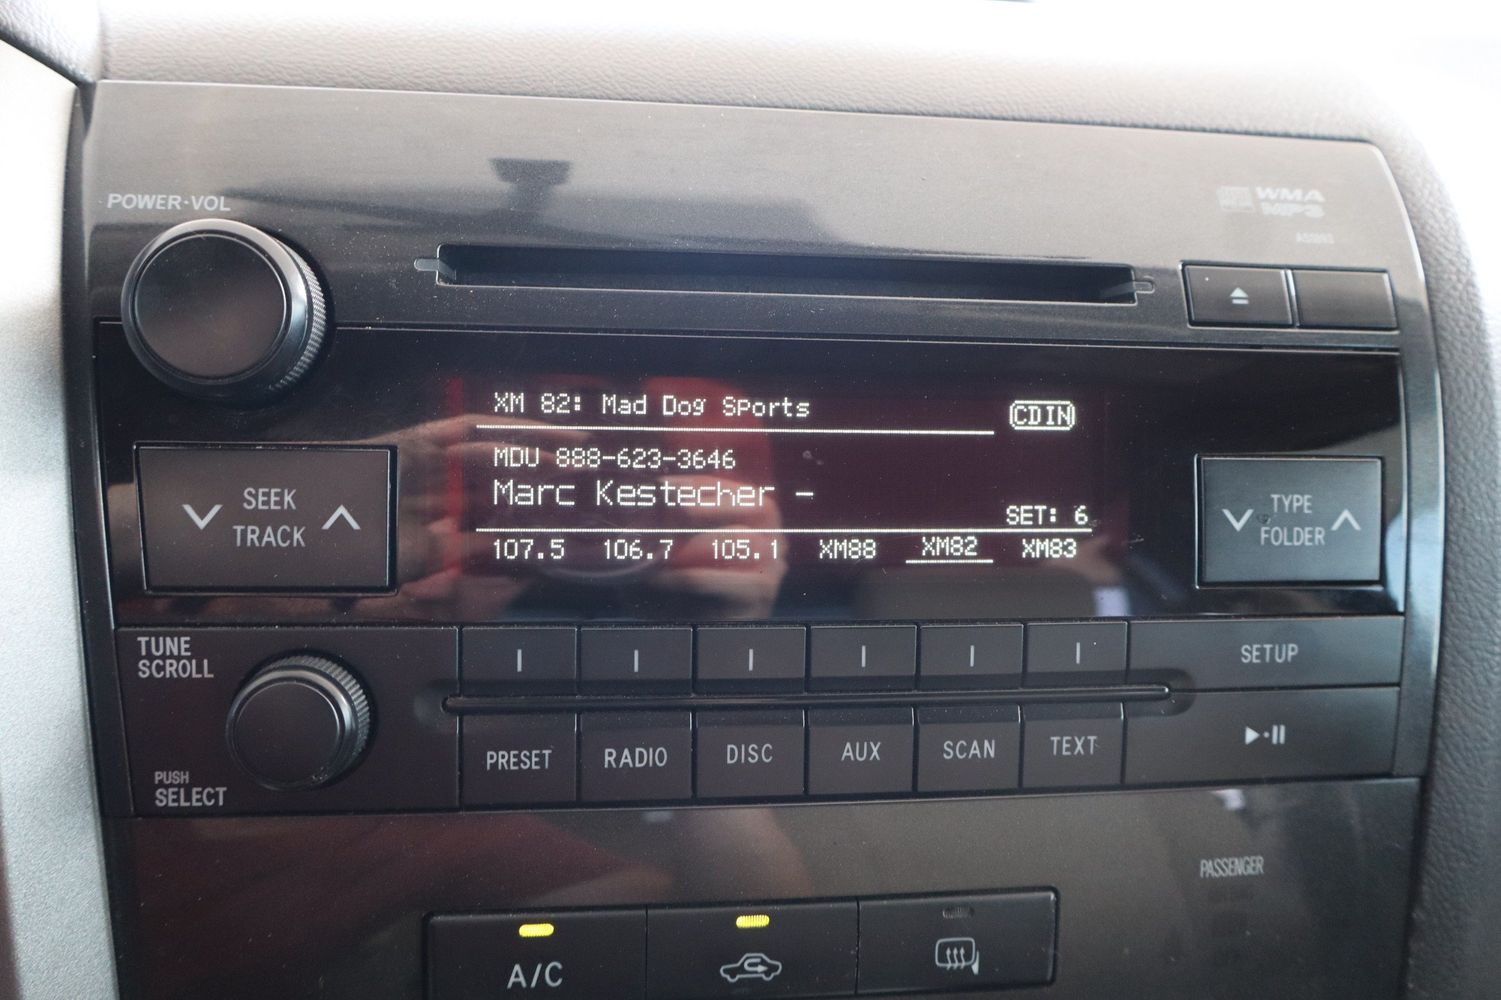 POWER·VOL
WMA
MP3
XM 82: Mad Dog Sports
CD IN
MDU 888-623-3646
Marc Kestecher -
SET: 6
107.5 106.7 105.1 XM88 XM82 XM83
SEEK
TRACK
TYPE
FOLDER
TUNE
SCROLL
PUSH
SELECT
SETUP
PRESET RADIO DISC AUX SCAN TEXT
PASSENGER
A/C